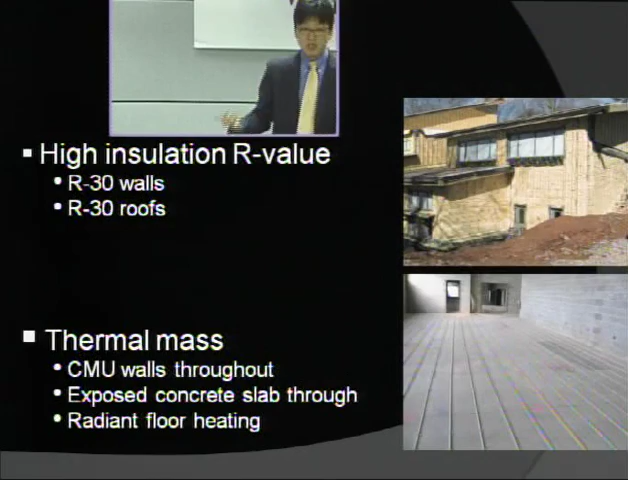 High insulation R-value
R-30 walls
R-30 roofs
Thermal mass
CMU walls throughout
Exposed concrete slab through
Radiant floor heating